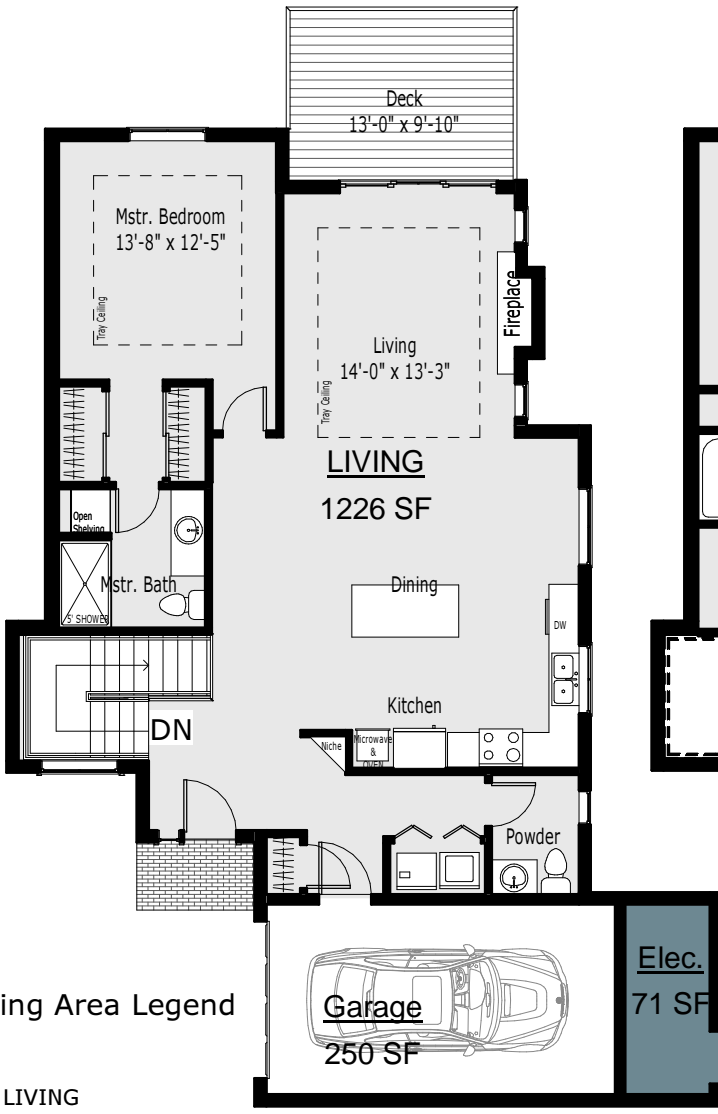 Deck
13'-0" x 9'-10"
Mstr. Bedroom
13'-8" x 12'-5"
Tray Ceiling
Fireplace
Living
14'-0" x 13'-3"
Tray Ceiling
LIVING
1226 SF
Open
Shelving
Mstr. Bath
5' SHOWER
Dining
DW
Kitchen
DN
Niche
Microwave
&
OVEN
Powder
Elec.
71 SF
ing Area Legend
Garage
250 SF
LIVING